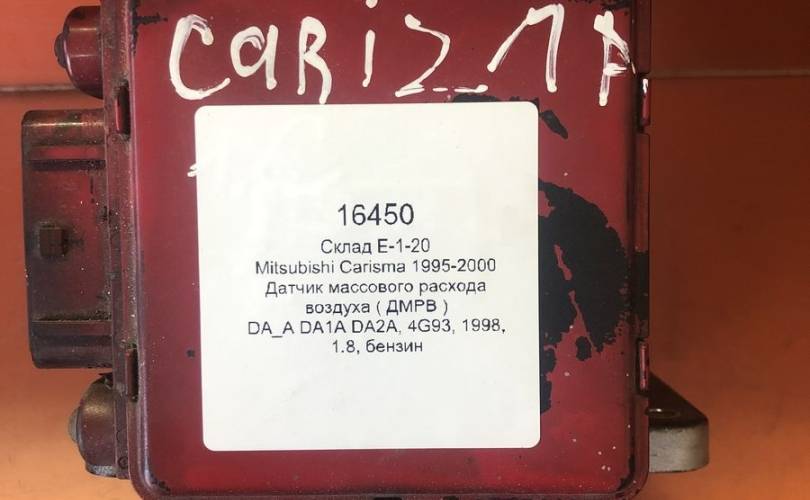 CARiZMA
16450
Склад E-1-20
Mitsubishi Carisma 1995-2000
Датчик массового расхода
воздуха ( ДМРВ )
DA_A DA1A DA2A, 4G93, 1998,
1.8, бензин